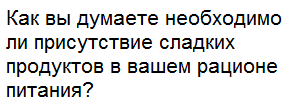 Как вы думаете необходимо
ли присутствие сладких
продуктов в вашем рационе
питания?